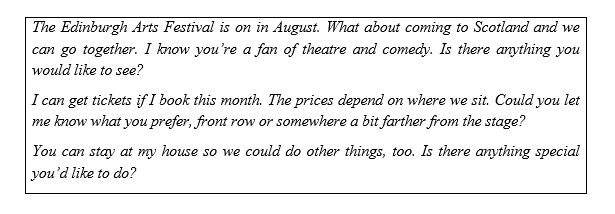 The Edinburgh Arts Festival is on in August. What about coming to Scotland and we
can go together. I know you're a fan of theatre and comedy. Is there anything you
would like to see?
I can get tickets if I book this month. The prices depend on where we sit. Could you let
me know what you prefer, front row or somewhere a bit farther from the stage?
You can stay at my house so we could do other things, too. Is there anything special
you'd like to do?